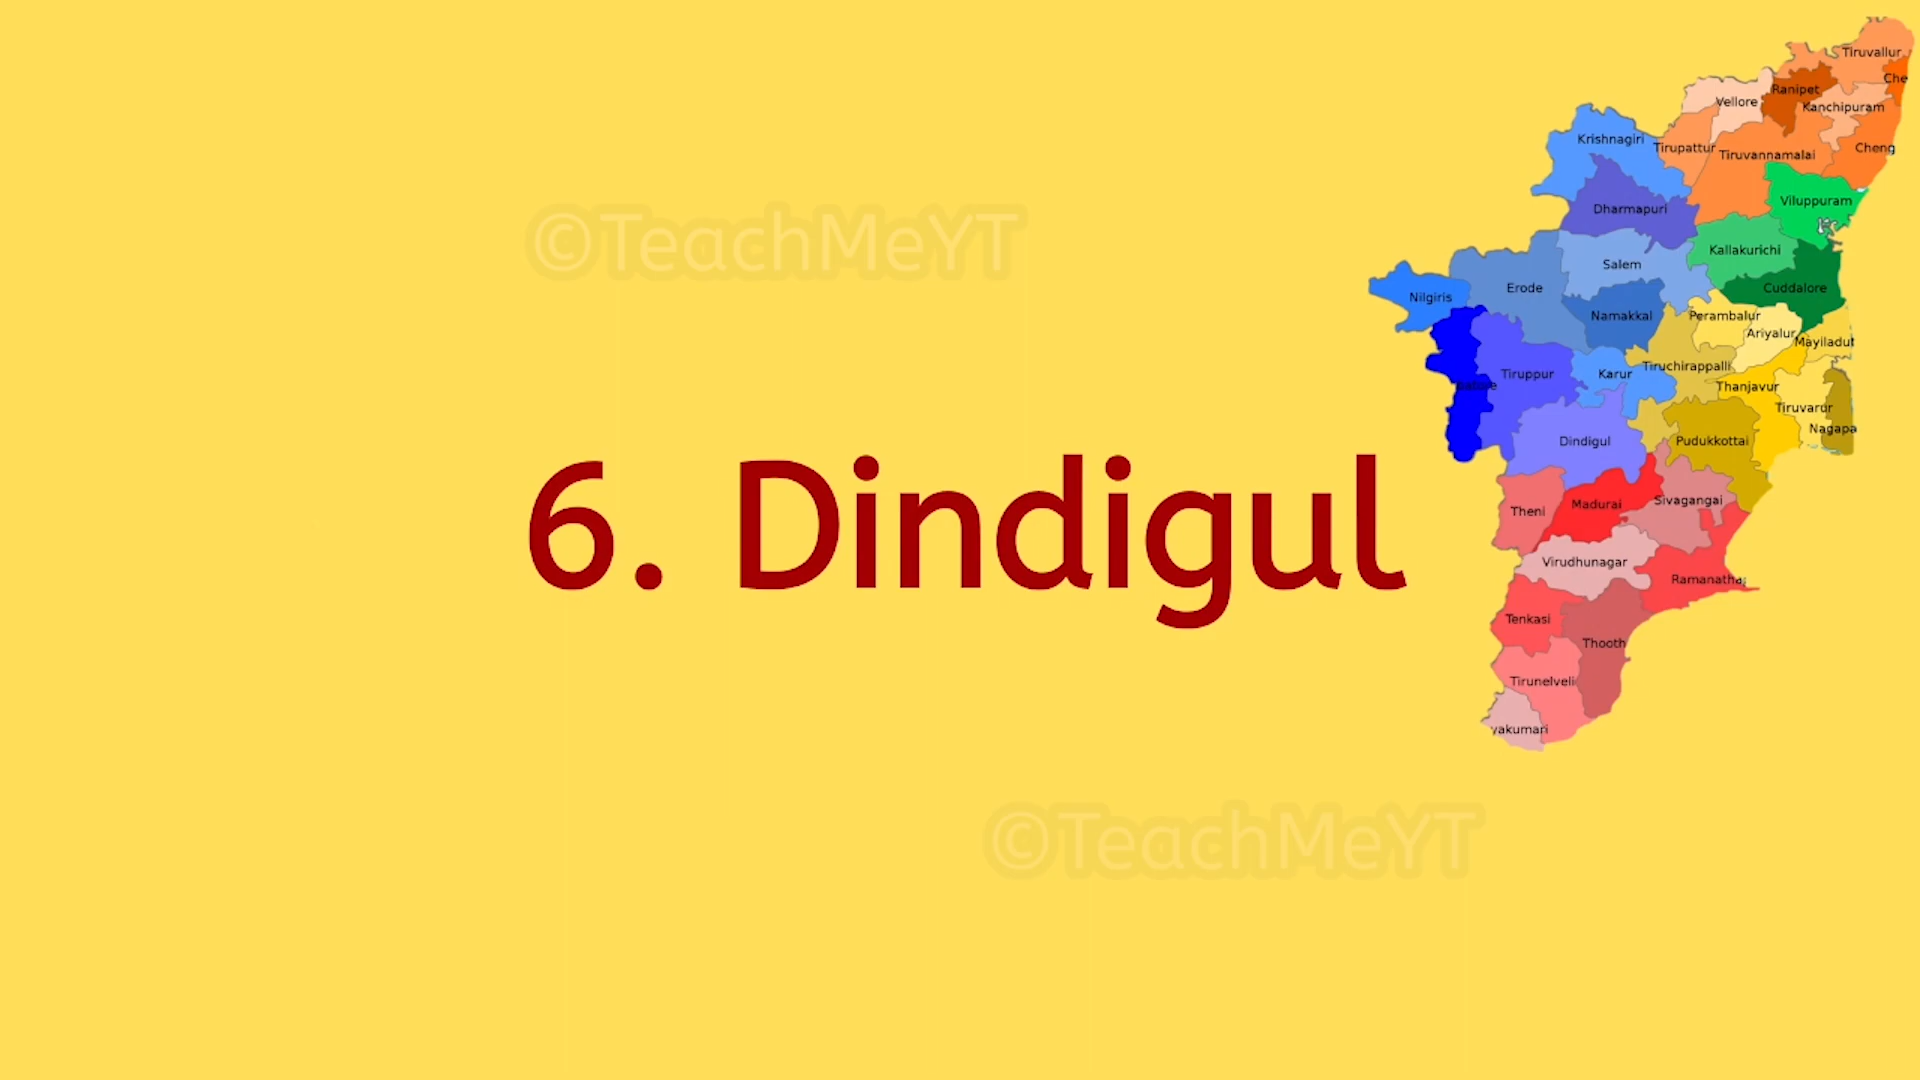 ©TeachMeYT
6. Dindigul
©TeachMeYT
Tiruvallur
Che
Ranipet
Vellore
Kanchipuram
Krishnagiri
Tirupattur
Tiruvannamalai
Cheng
Viluppuram
Dharmapuri
Kallakurichi
Salem
Cuddalore
Erode
Nilgiris
Namakkal
Perambalur
Ariyalur
Mayiladut
Tiruchirappalli
Tiruppur
Karur
Thanjavur
Tiruvarur
Nagapa
Dindigul
Pudukkottai
Sivagangai
Madurai
Theni
Virudhunagar
Ramanatha
Tenkasi
Thooth
Tirunelveli
yakumari